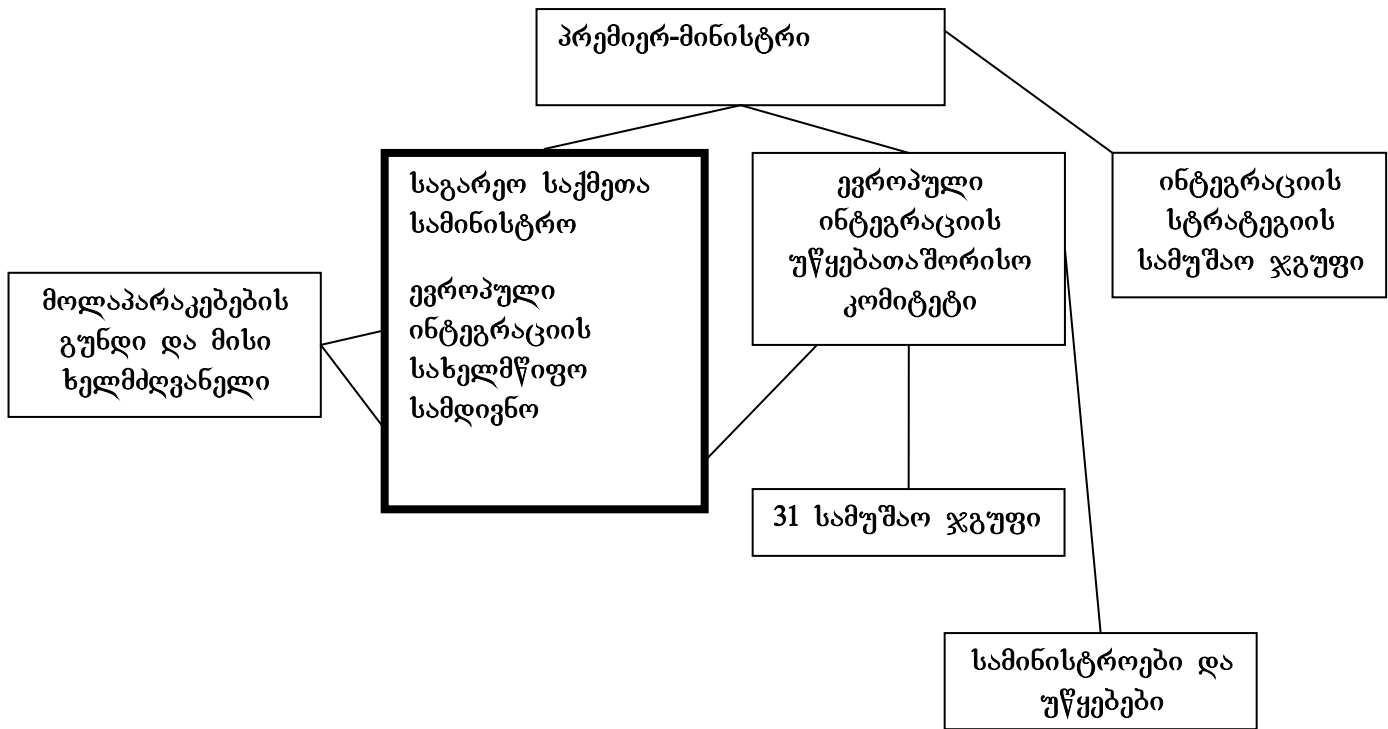 პრემიერ-მინისტრი
საგარეო საქმეთა
სამინისტრო
ევროპული
ინტეგრაციის
სახელმწიფო
სამდივნო
ევროპული
ინტეგრაციის
უწყებათაშორისო
კომიტეტი
ინტეგრაციის
სტრატეგიის
სამუშაო ჯგუფი
მოლაპარაკებების
გუნდი და მისი
ხელმძღვანელი
31 სამუშაო ჯგუფი
სამინისტროები და
უწყებები